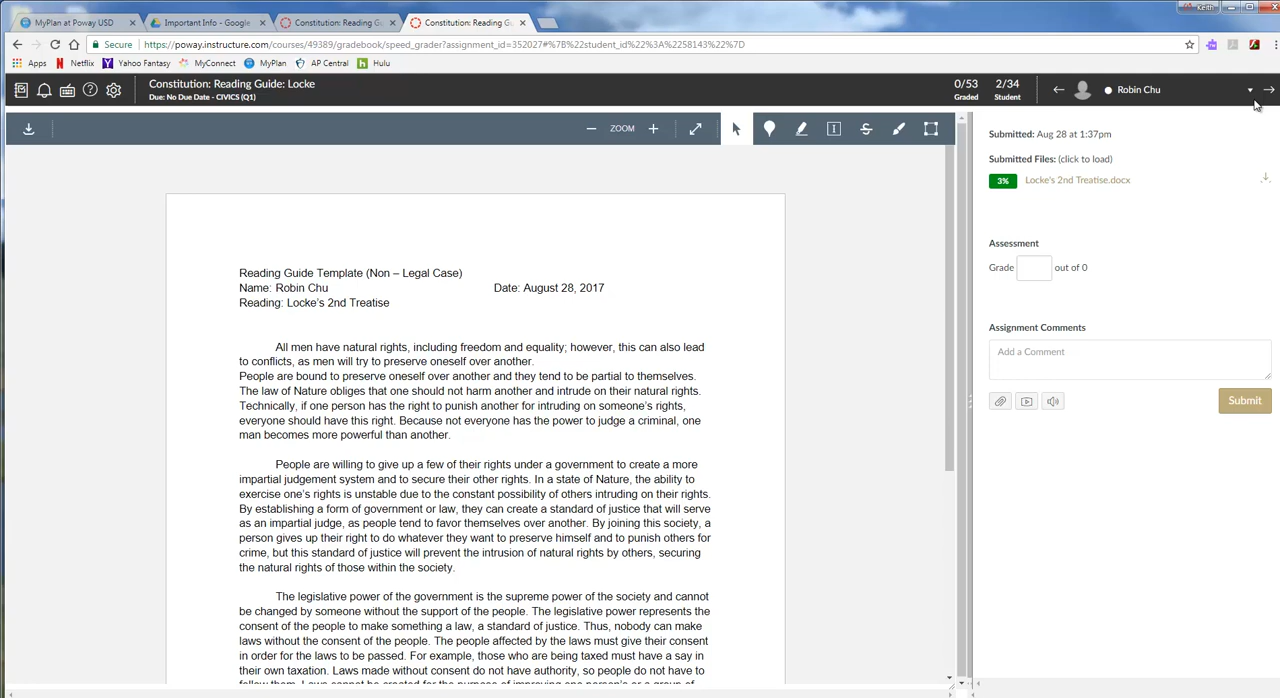 Keith
MyPlan at Poway USD
Important Info - Google
Constitution: Reading Gu
Constitution: Reading Gu
Secure
https://poway.instructure.com/courses/49389/gradebook/speed_grader?assignment_id=352027#%7B%22student_id%22%3A%2258143%22%7D
Apps Netflix Yahoo Fantasy MyConnect MyPlan AP Central Hulu
Constitution: Reading Guide: Locke
Due: No Due Date - CIVICS (Q1)
0/53
Graded
2/34
Student
Robin Chu
ZOOM
Submitted: Aug 28 at 1:37pm
Submitted Files: (click to load)
3% Locke's 2nd Treatise.docx
Assessment
Grade out of 0
Assignment Comments
Add a Comment
Submit
Reading Guide Template (Non – Legal Case)
Name: Robin Chu Date: August 28, 2017
Reading: Locke's 2nd Treatise
All men have natural rights, including freedom and equality; however, this can also lead
to conflicts, as men will try to preserve oneself over another.
People are bound to preserve oneself over another and they tend to be partial to themselves.
The law of Nature obliges that one should not harm another and intrude on their natural rights.
Technically, if one person has the right to punish another for intruding on someone's rights,
everyone should have this right. Because not everyone has the power to judge a criminal, one
man becomes more powerful than another.
People are willing to give up a few of their rights under a government to create a more
impartial judgement system and to secure their other rights. In a state of Nature, the ability to
exercise one's rights is unstable due to the constant possibility of others intruding on their rights.
By establishing a form of government or law, they can create a standard of justice that will serve
as an impartial judge, as people tend to favor themselves over another. By joining this society, a
person gives up their right to do whatever they want to preserve himself and to punish others for
crime, but this standard of justice will prevent the intrusion of natural rights by others, securing
the natural rights of those within the society.
The legislative power of the government is the supreme power of the society and cannot
be changed by someone without the support of the people. The legislative power represents the
consent of the people to make something a law, a standard of justice. Thus, nobody can make
laws without the consent of the people. The people affected by the laws must give their consent
in order for the laws to be passed. For example, those who are being taxed must have a say in
their own taxation. Laws made without consent do not have authority, so people do not have to